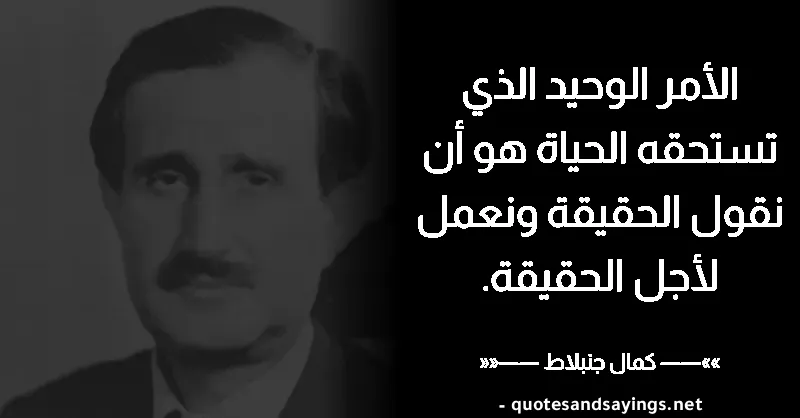 الأمر الوحيد الذي
تستحقه الحياة هو أن
نقول الحقيقة ونعمل
لأجل الحقيقة.
»»—— كمال جنبلاط ——««
- quotesandsayings.net